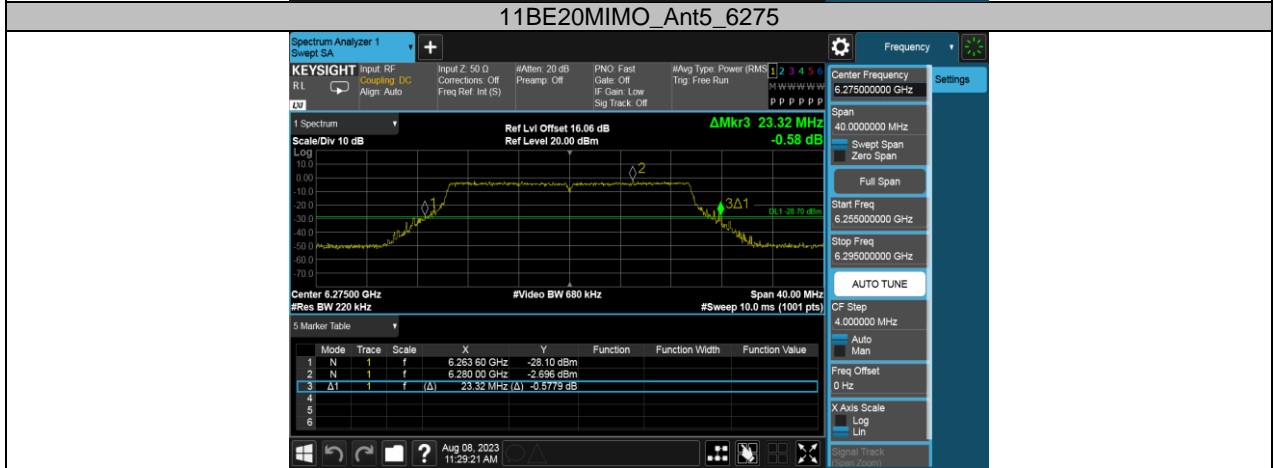 11BE20MIMO_Ant5_6275
Spectrum Analyzer 1
Swept SA
Frequency
KEYSIGHT Input: RF Input Z: 50 Ω #Atten: 20 dB PNO: Fast #Avg Type: Power (RMS 1 2 3 4 5 6
RL Coupling: DC Corrections: Off Preamp: Off Gate: Off Trig: Free Run M W W W W W
Align: Auto Freq Ref: Int (S) IF Gain: Low P P P P P P
LXI Sig Track: Off
Center Frequency Settings
6.275000000 GHz
1 Spectrum Ref Lvl Offset 16.06 dB ΔMkr3 23.32 MHz
Scale/Div 10 dB Ref Level 20.00 dBm -0.58 dB
Span
40.0000000 MHz
Swept Span
Zero Span
Full Span
Start Freq
6.255000000 GHz
Stop Freq
6.295000000 GHz
AUTO TUNE
CF Step
4.000000 MHz
Auto
Man
Freq Offset
0 Hz
X Axis Scale
Log
Lin
Signal Track
(Span Zoom)
Log
10.0
0.00
-10.0
-20.0
-30.0
-40.0
-50.0
-60.0
-70.0
1
2
3Δ1
DL1 -28.70 dBm
Center 6.27500 GHz #Video BW 680 kHz Span 40.00 MHz
#Res BW 220 kHz #Sweep 10.0 ms (1001 pts)
5 Marker Table
Mode Trace Scale X Y Function Function Width Function Value
1 N 1 f 6.263 60 GHz -28.10 dBm
2 N 1 f 6.280 00 GHz -2.696 dBm
3 Δ1 1 f (Δ) 23.32 MHz (Δ) -0.5779 dB
4
5
6
? Aug 08, 2023
11:29:21 AM